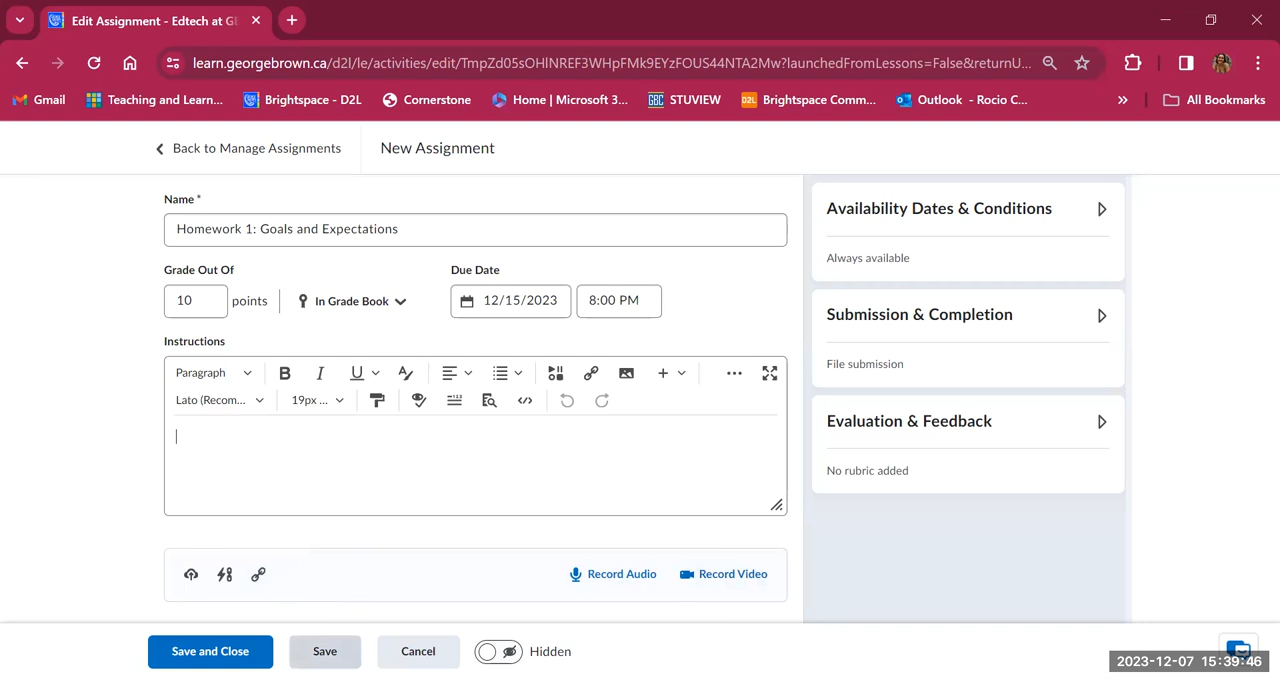 Edit Assignment - Edtech at G
learn.georgebrown.ca/d2l/le/activities/edit/TmpZd05sOHlNREF3WHpFMk9EYzFOUS44NTA2Mw?launchedFromLessons=False&returnU...
Gmail
Teaching and Learn...
Brightspace - D2L
Cornerstone
Home | Microsoft 3...
STUVIEW
Brightspace Comm...
Outlook - Rocio C...
All Bookmarks
Back to Manage Assignments
New Assignment
Name *
Homework 1: Goals and Expectations
Grade Out Of
Due Date
10 points
In Grade Book
12/15/2023
8:00 PM
Instructions
Paragraph
Lato (Recom...
19px ...
Record Audio
Record Video
Availability Dates & Conditions
Always available
Submission & Completion
File submission
Evaluation & Feedback
No rubric added
Save and Close
Save
Cancel
Hidden
2023-12-07 15:39:46